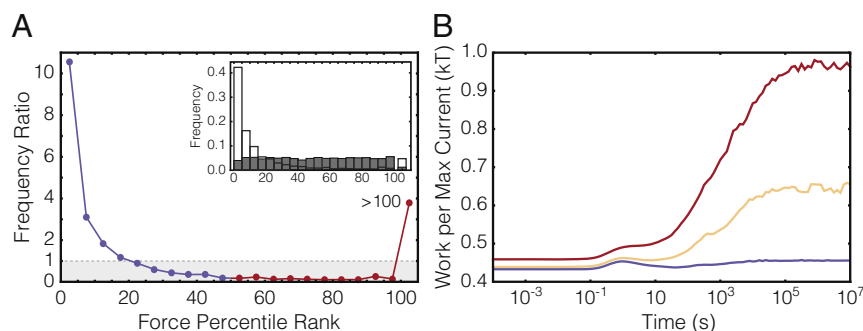 A
Frequency Ratio
10
8
6
4
2
1
0
0 20 40 60 80 100
Force Percentile Rank
>100
Frequency
0.4
0.3
0.2
0.1
0.0
0 20 40 60 80 100
B
Work per Max Current (kT)
1.0
0.9
0.8
0.7
0.6
0.5
0.4
10-3 10-1 10 103 105 107
Time (s)